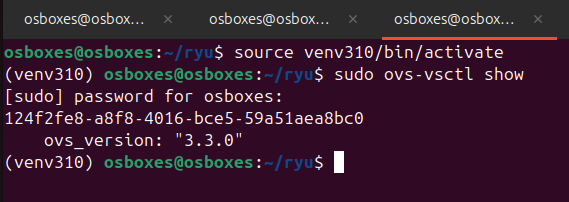 osboxes@osbox... × osboxes@osbox... × osboxes@osbox... ×
osboxes@osboxes:~/ryu$ source venv310/bin/activate
(venv310) osboxes@osboxes:~/ryu$ sudo ovs-vsctl show
[sudo] password for osboxes:
124f2fe8-a8f8-4016-bce5-59a51aea8bc0
    ovs_version: "3.3.0"
(venv310) osboxes@osboxes:~/ryu$